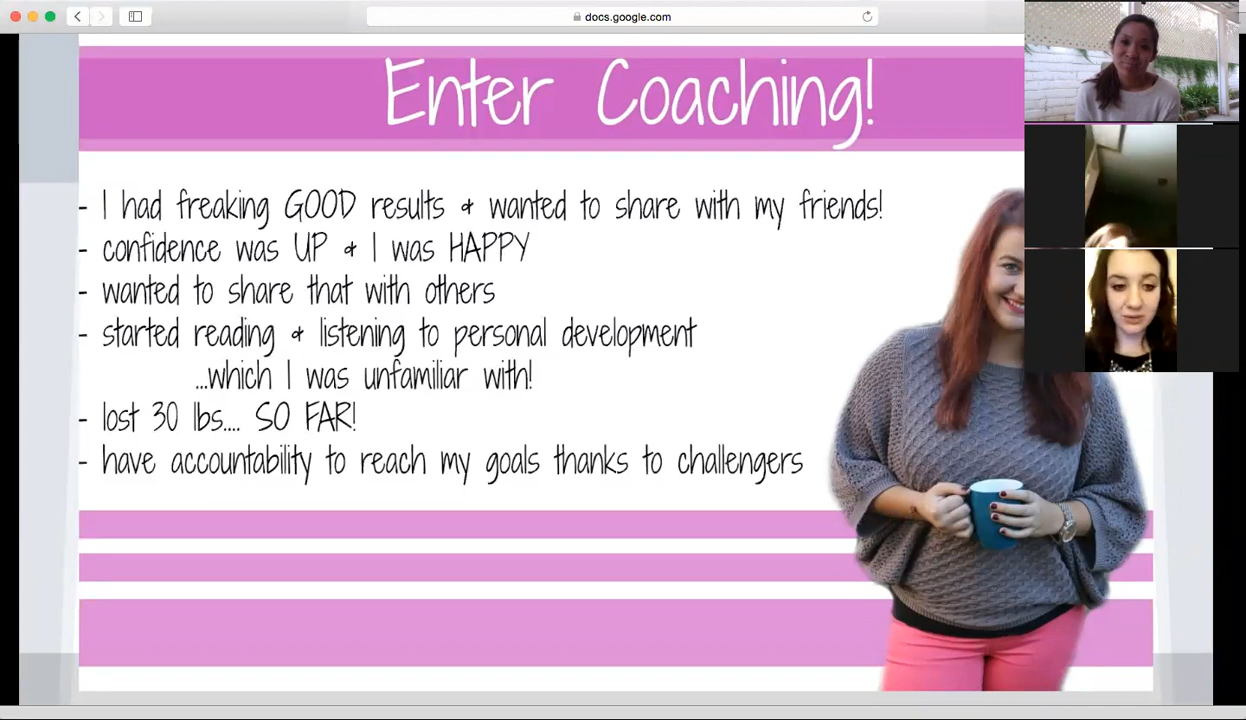 docs.google.com
Enter Coaching!
- I had freaking GOOD results & wanted to share with my friends!
- confidence was UP & I was HAPPY
- wanted to share that with others
- started reading & listening to personal development
...which I was unfamiliar with!
- lost 30 lbs.... SO FAR!
- have accountability to reach my goals thanks to challengers